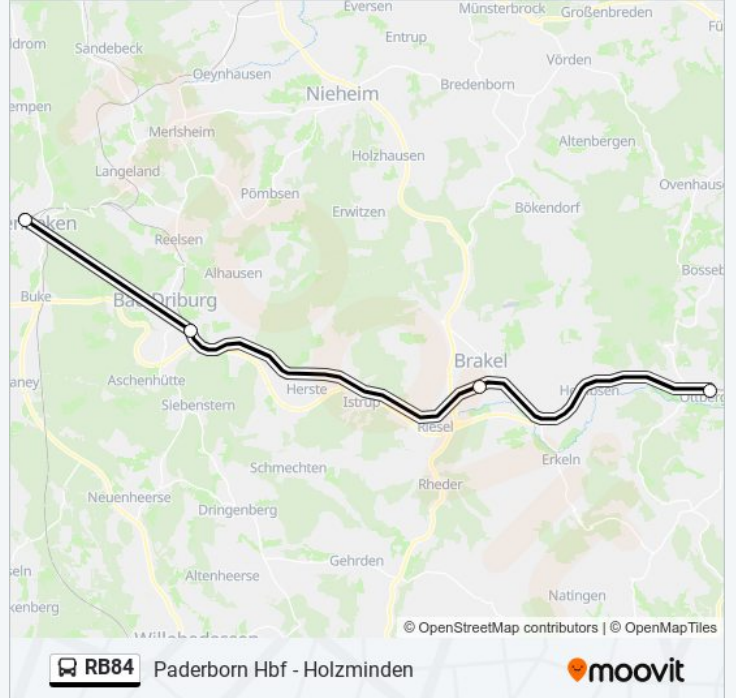 Eversen
Münsterbrock
Großenbreden
Sandebeck
Entrup
Oeynhausen
Vörden
Nieheim
Bredenborn
Merlsheim
Altenbergen
Holzhausen
Langeland
Pömbsen
Erwitzen
Bökendorf
Reelsen
Alhausen
Buke
Bad Driburg
Brakel
Aschenhütte
Herste
Istrup
Siebenstern
Riesel
Schmechten
Erkeln
Rheder
Neuenheerse
Dringenberg
Gehrden
Altenheerse
Natingen
© OpenStreetMap contributors | © OpenMapTiles
RB84 Paderborn Hbf - Holzminden
moovit